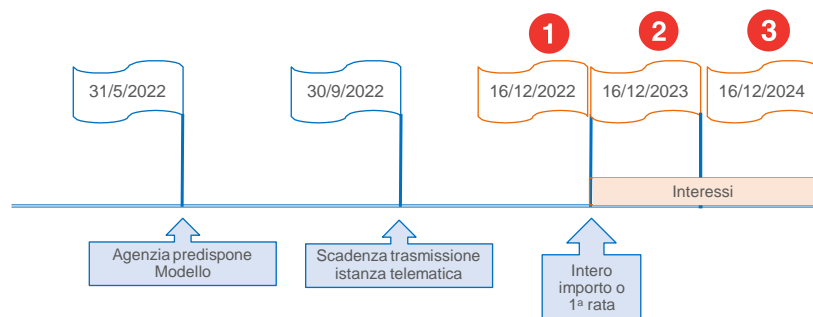 1
2
3
31/5/2022
30/9/2022
16/12/2022
16/12/2023
16/12/2024
Interessi
Agenzia predispone
Modello
Scadenza trasmissione
istanza telematica
Intero
importo o
1ª rata